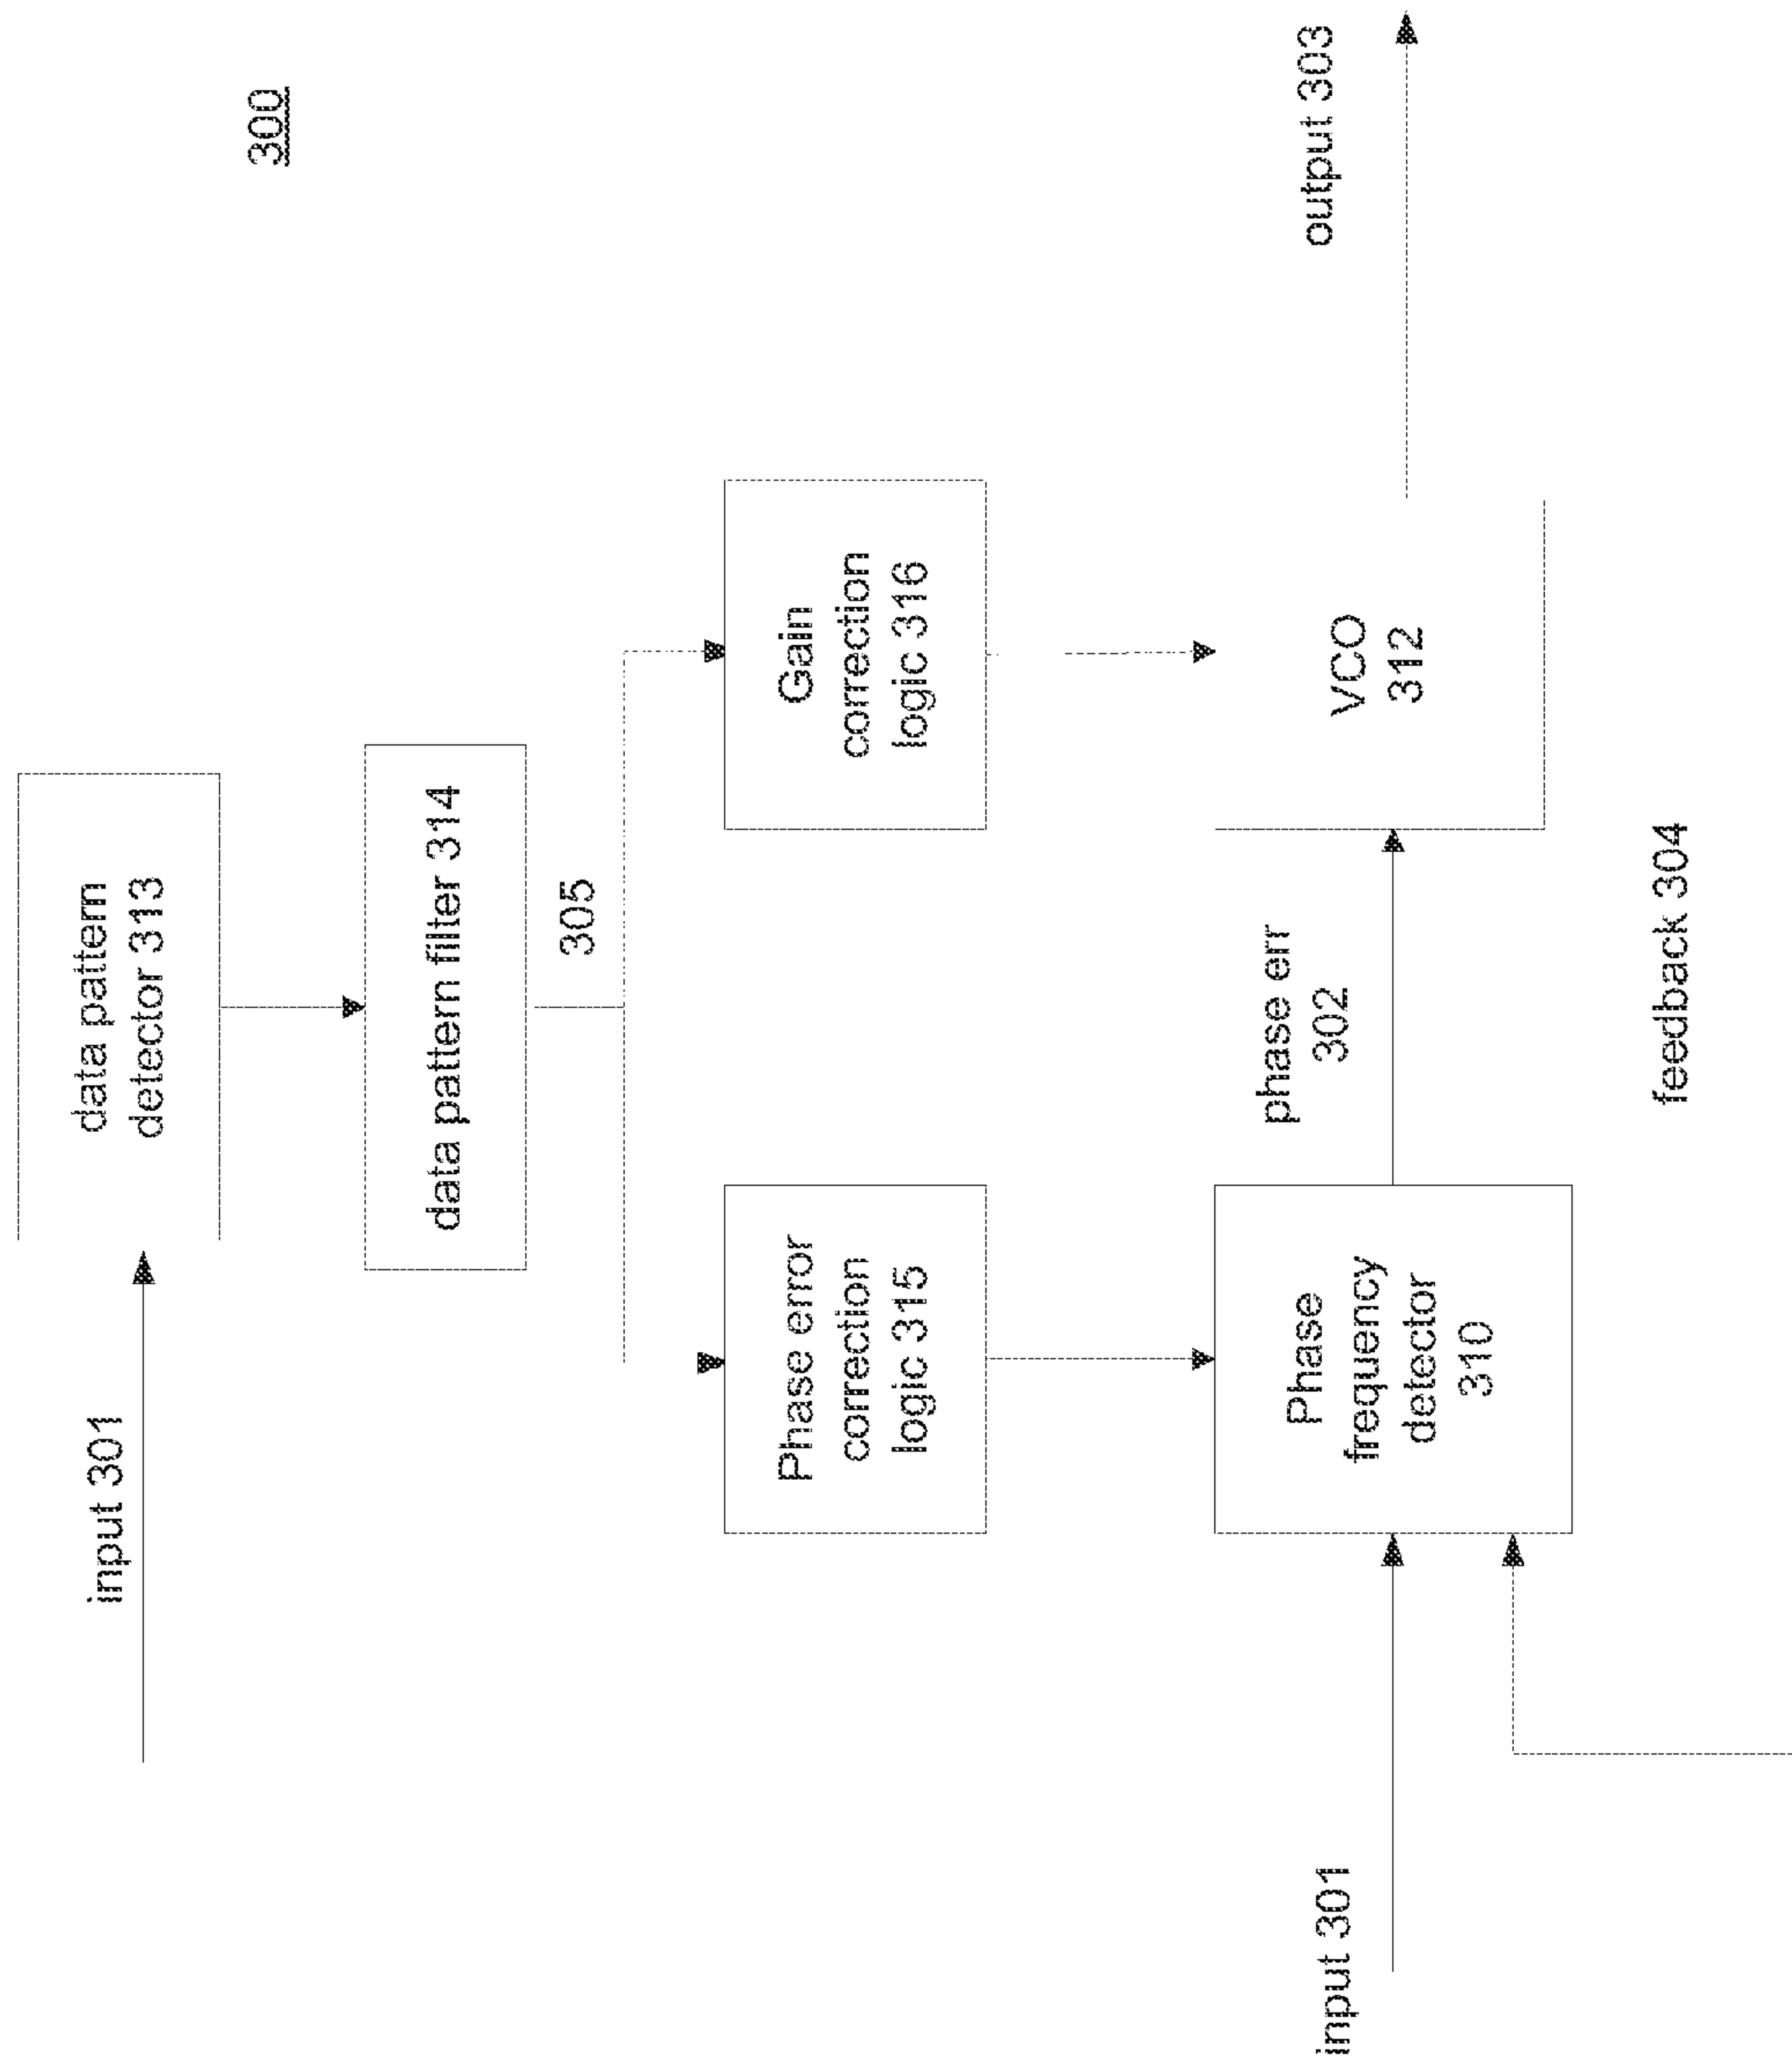 300
input 301
data pattern
detector 313
data pattern filter 314
305
Phase error
correction
logic 315
Gain
correction
logic 316
input 301
Phase
frequency
detector
310
phase err
302
VCO
312
output 303
feedback 304